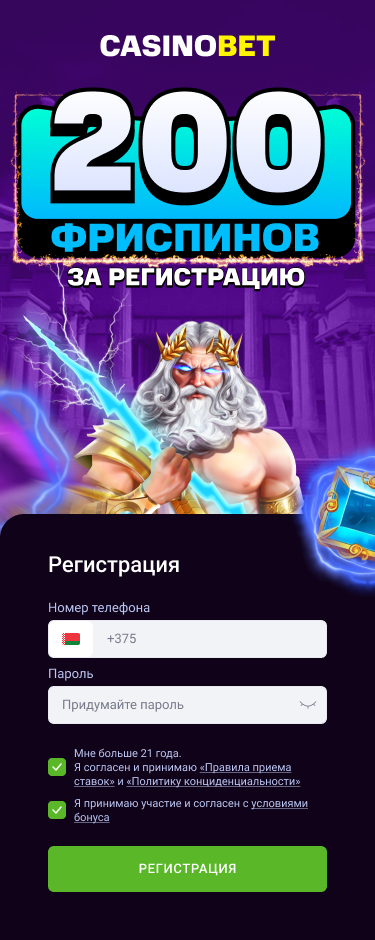 CASINOBET
200
ФРИСПИНОВ
ЗА РЕГИСТРАЦИЮ
Регистрация
Номер телефона
+375
Пароль
Придумайте пароль
Мне больше 21 года.
Я согласен и принимаю «Правила приема
ставок» и «Политику конциденциальности»
Я принимаю участие и согласен с условиями
бонуса
РЕГИСТРАЦИЯ